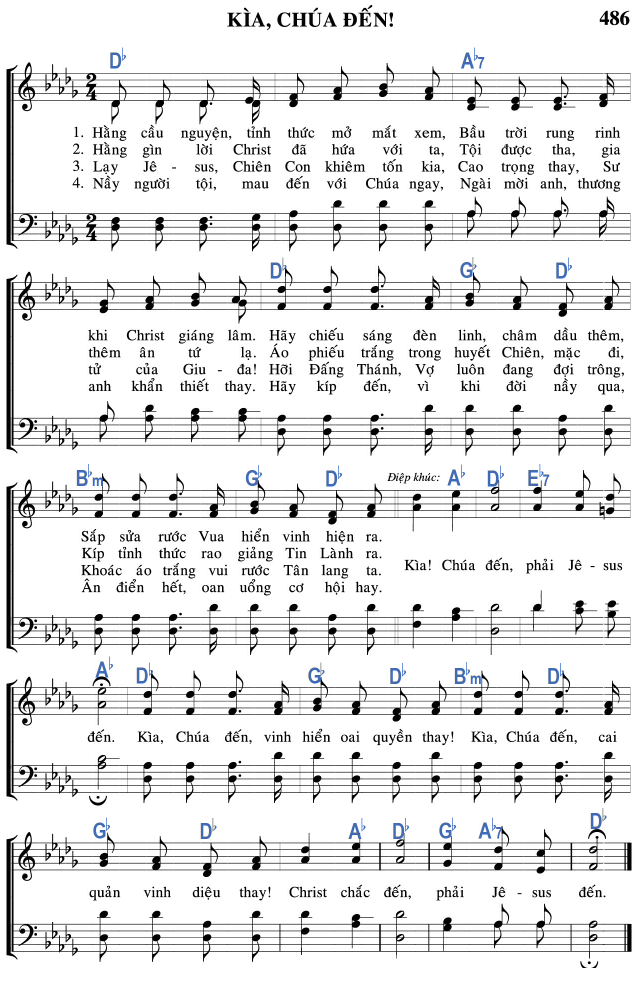 KÌA, CHÚA ĐẾN! 486
D♭ A♭7
2 4
1. Hằng cầu nguyện, tỉnh thức mở mắt xem, Bầu trời rung rinh
2. Hằng gìn lời Christ đã hứa với ta, Tội được tha, gia
3. Lạy Jê - sus, Chiên Con khiêm tốn kia, Cao trọng thay, Sư
4. Nầy người tội, mau đến với Chúa ngay, Ngài mời anh, thương
2 4
D♭ G♭ D♭
khi Christ giáng lâm. Hãy chiếu sáng đèn linh, châm dầu thêm,
thêm ân tứ lạ. Áo phiếu trắng trong huyết Chiên, mặc đi,
tử của Giu - đa! Hỡi Đấng Thánh, Vợ luôn đang đợi trông,
anh khẩn thiết thay. Hãy kíp đến, vì khi đời nầy qua,
B♭m G♭ D♭ Điệp khúc: A♭ D♭ E♭7
Sắp sửa rước Vua hiển vinh hiện ra.
Kíp tỉnh thức rao giảng Tin Lành ra.
Khoác áo trắng vui rước Tân lang ta.
Ân điển hết, oan uổng cơ hội hay.
Kìa! Chúa đến, phải Jê - sus
A♭ D♭ G♭ D♭ B♭m D♭
đến. Kìa, Chúa đến, vinh hiển oai quyền thay! Kìa, Chúa đến, cai
G♭ D♭ A♭ D♭ G♭ A♭7 D♭
quản vinh diệu thay! Christ chắc đến, phải Jê - sus đến.